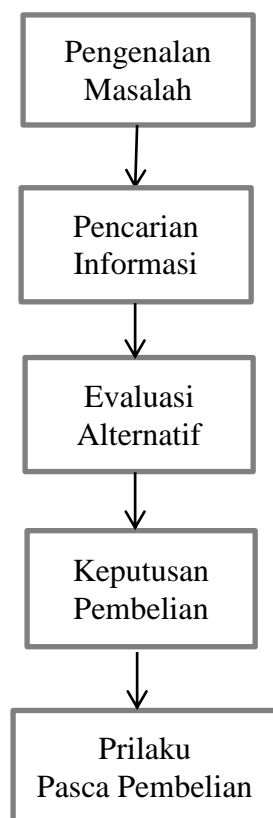 Pengenalan
Masalah
Pencarian
Informasi
Evaluasi
Alternatif
Keputusan
Pembelian
Prilaku
Pasca Pembelian